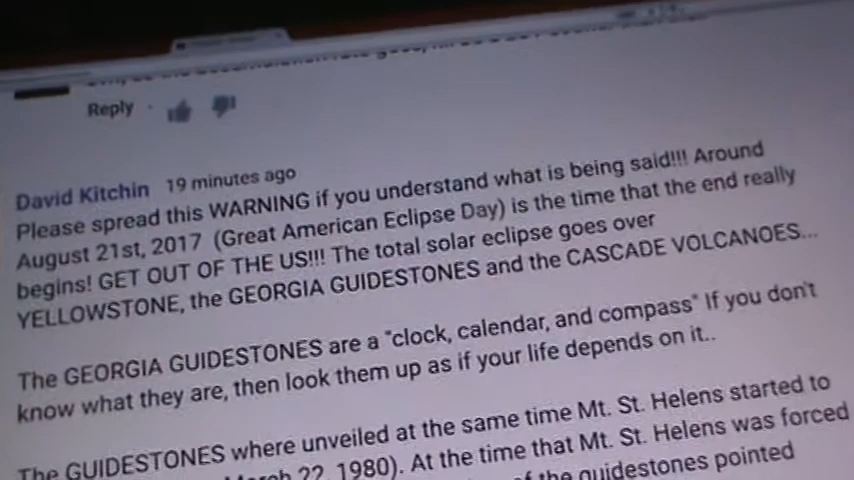 Reply
David Kitchin 19 minutes ago
Please spread this WARNING if you understand what is being said!!! Around
August 21st, 2017 (Great American Eclipse Day) is the time that the end really
begins! GET OUT OF THE US!!! The total solar eclipse goes over
YELLOWSTONE, the GEORGIA GUIDESTONES and the CASCADE VOLCANOES...
The GEORGIA GUIDESTONES are a "clock, calendar, and compass" If you don't
know what they are, then look them up as if your life depends on it..
The GUIDESTONES where unveiled at the same time Mt. St. Helens started to
March 22, 1980). At the time that Mt. St. Helens was forced
of the guidestones pointed